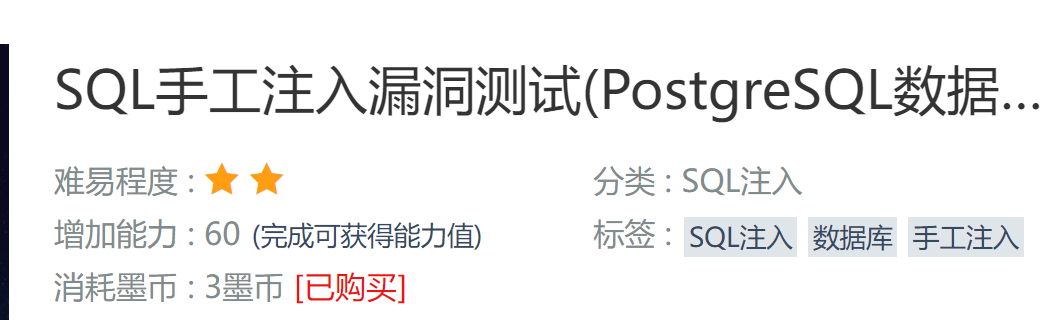 SQL手工注入漏洞测试(PostgreSQL数据...
难易程度 : 分类 : SQL注入
增加能力 : 60 (完成可获得能力值) 标签 : SQL注入 数据库 手工注入
消耗墨币 : 3墨币 [已购买]